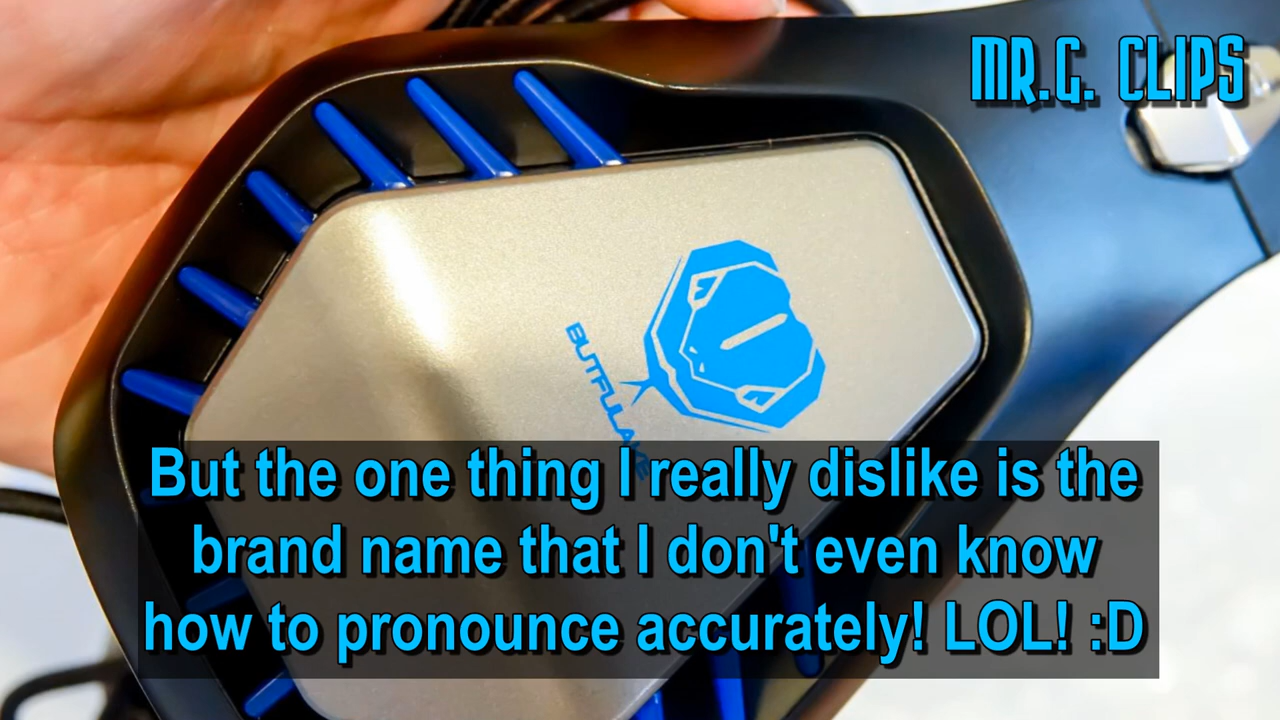 MR.G. CLIPS
BUTFULAKE
But the one thing I really dislike is the
brand name that I don't even know
how to pronounce accurately! LOL! :D